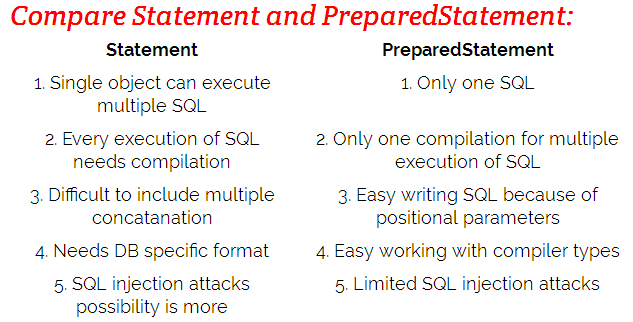 Compare Statement and PreparedStatement:
Statement
PreparedStatement
1. Single object can execute
multiple SQL
1. Only one SQL
2. Every execution of SQL
needs compilation
2. Only one compilation for multiple
execution of SQL
3. Difficult to include multiple
concatanation
3. Easy writing SQL because of
positional parameters
4. Needs DB specific format
4. Easy working with compiler types
5. SQL injection attacks
possibility is more
5. Limited SQL injection attacks